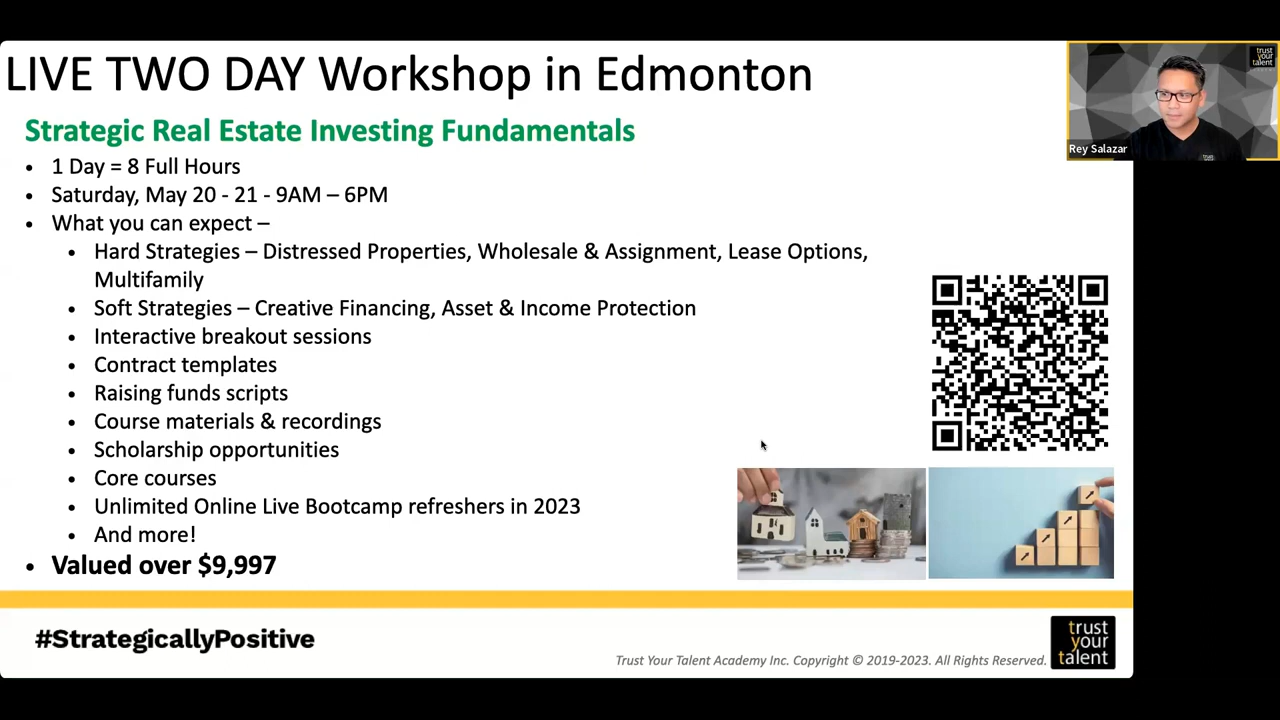 LIVE TWO DAY Workshop in Edmonton
Strategic Real Estate Investing Fundamentals
• 1 Day = 8 Full Hours
• Saturday, May 20 - 21 - 9AM – 6PM
• What you can expect –
• Hard Strategies – Distressed Properties, Wholesale & Assignment, Lease Options,
Multifamily
• Soft Strategies – Creative Financing, Asset & Income Protection
• Interactive breakout sessions
• Contract templates
• Raising funds scripts
• Course materials & recordings
• Scholarship opportunities
• Core courses
• Unlimited Online Live Bootcamp refreshers in 2023
• And more!
• Valued over $9,997
#StrategicallyPositive
Trust Your Talent Academy Inc. Copyright © 2019-2023. All Rights Reserved.
trust
your
talent
trust
your
talent
Rey Salazar
trust